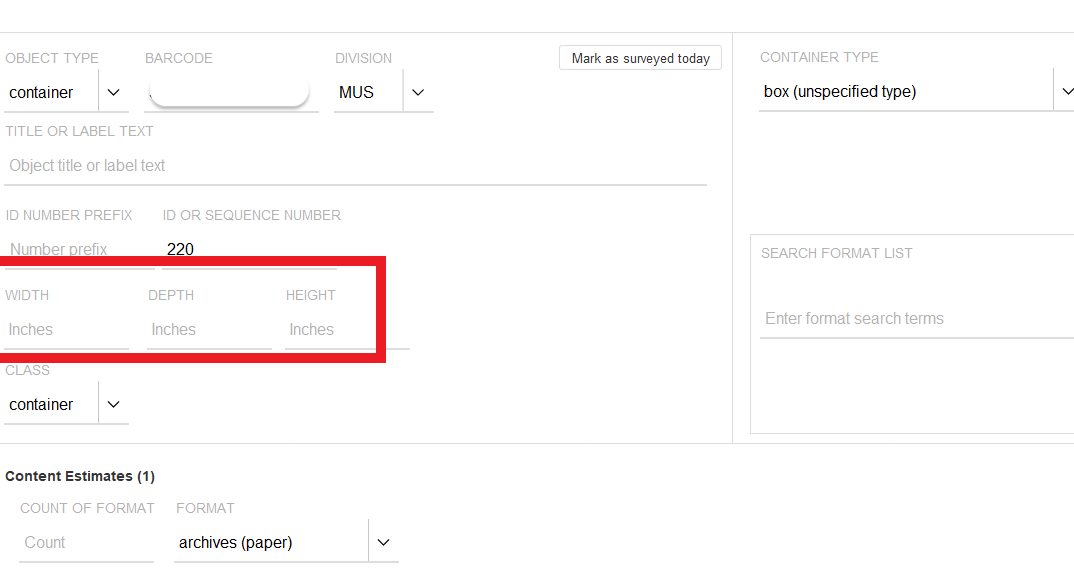 OBJECT TYPE BARCODE DIVISION Mark as surveyed today CONTAINER TYPE
container MUS box (unspecified type)
TITLE OR LABEL TEXT
Object title or label text
ID NUMBER PREFIX ID OR SEQUENCE NUMBER
Number prefix 220
SEARCH FORMAT LIST
WIDTH DEPTH HEIGHT
Inches Inches Inches
Enter format search terms
CLASS
container
Content Estimates (1)
COUNT OF FORMAT FORMAT
Count archives (paper)